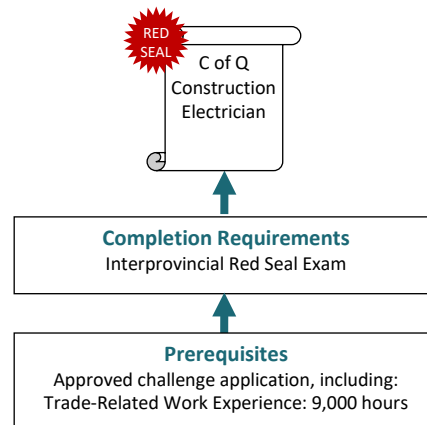 RED
SEAL
C of Q
Construction
Electrician
Completion Requirements
Interprovincial Red Seal Exam
Prerequisites
Approved challenge application, including:
Trade-Related Work Experience: 9,000 hours